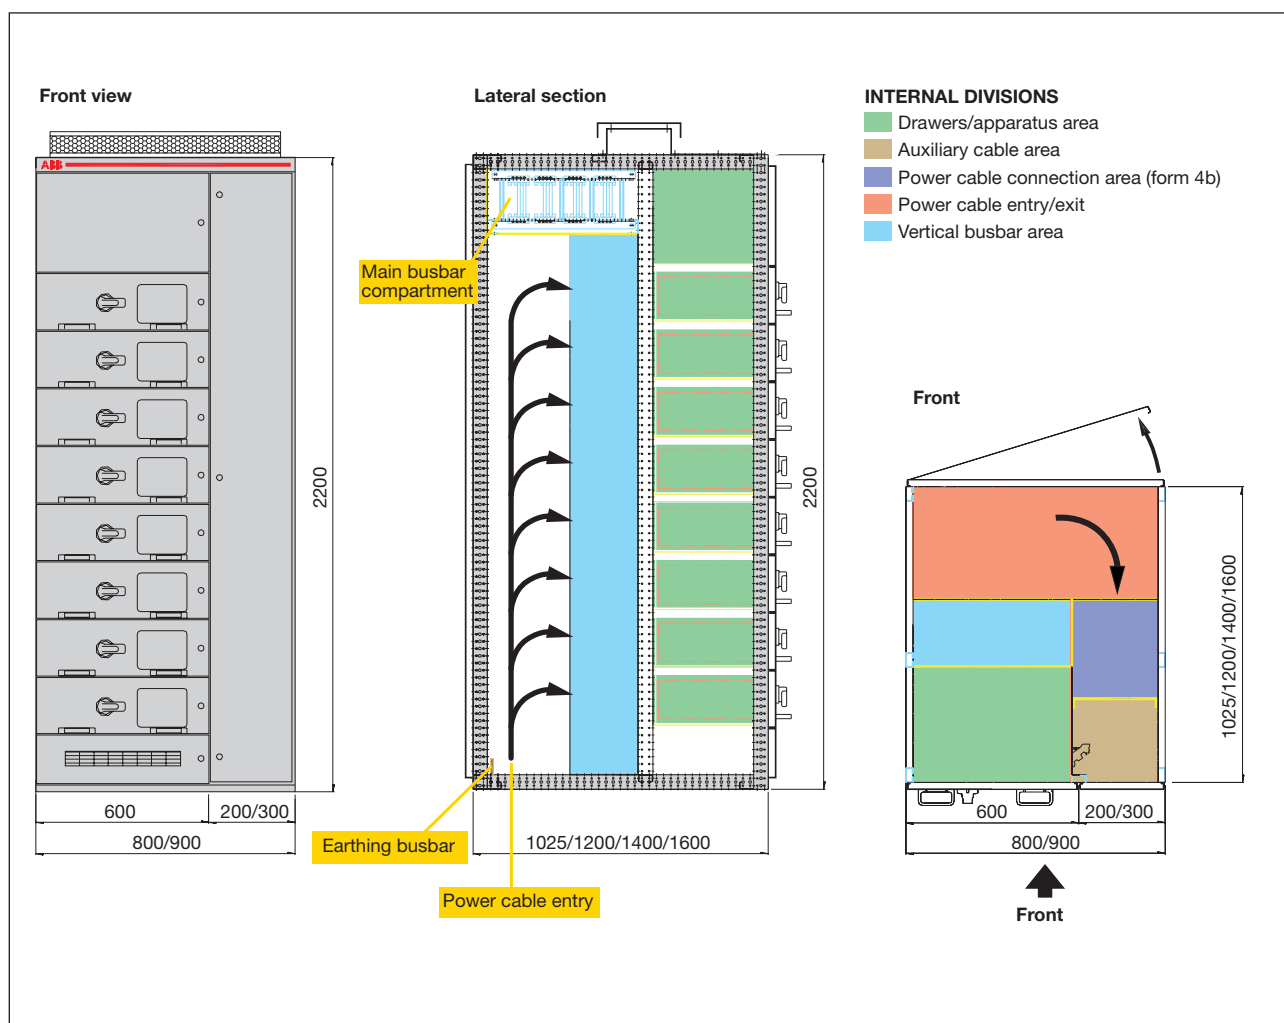 Front view
Lateral section
INTERNAL DIVISIONS
Drawers/apparatus area
Auxiliary cable area
Power cable connection area (form 4b)
Power cable entry/exit
Vertical busbar area
ABB
Main busbar
compartment
2200
2200
Front
1025/1200/1400/1600
600
200/300
800/900
Earthing busbar
1025/1200/1400/1600
Power cable entry
600
200/300
800/900
Front